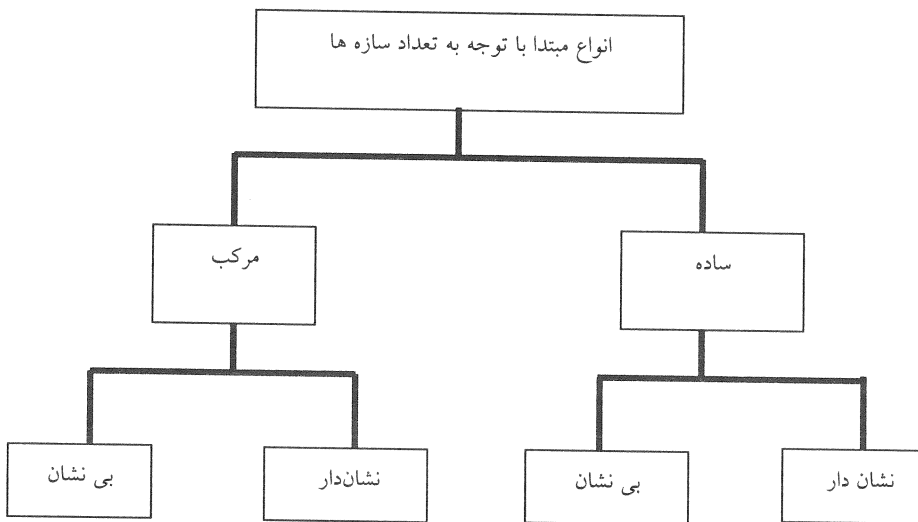 انواع مبتدا با توجه به تعداد سازه ها
ساده
مرکب
نشان دار
بی نشان
نشان‌دار
بی نشان